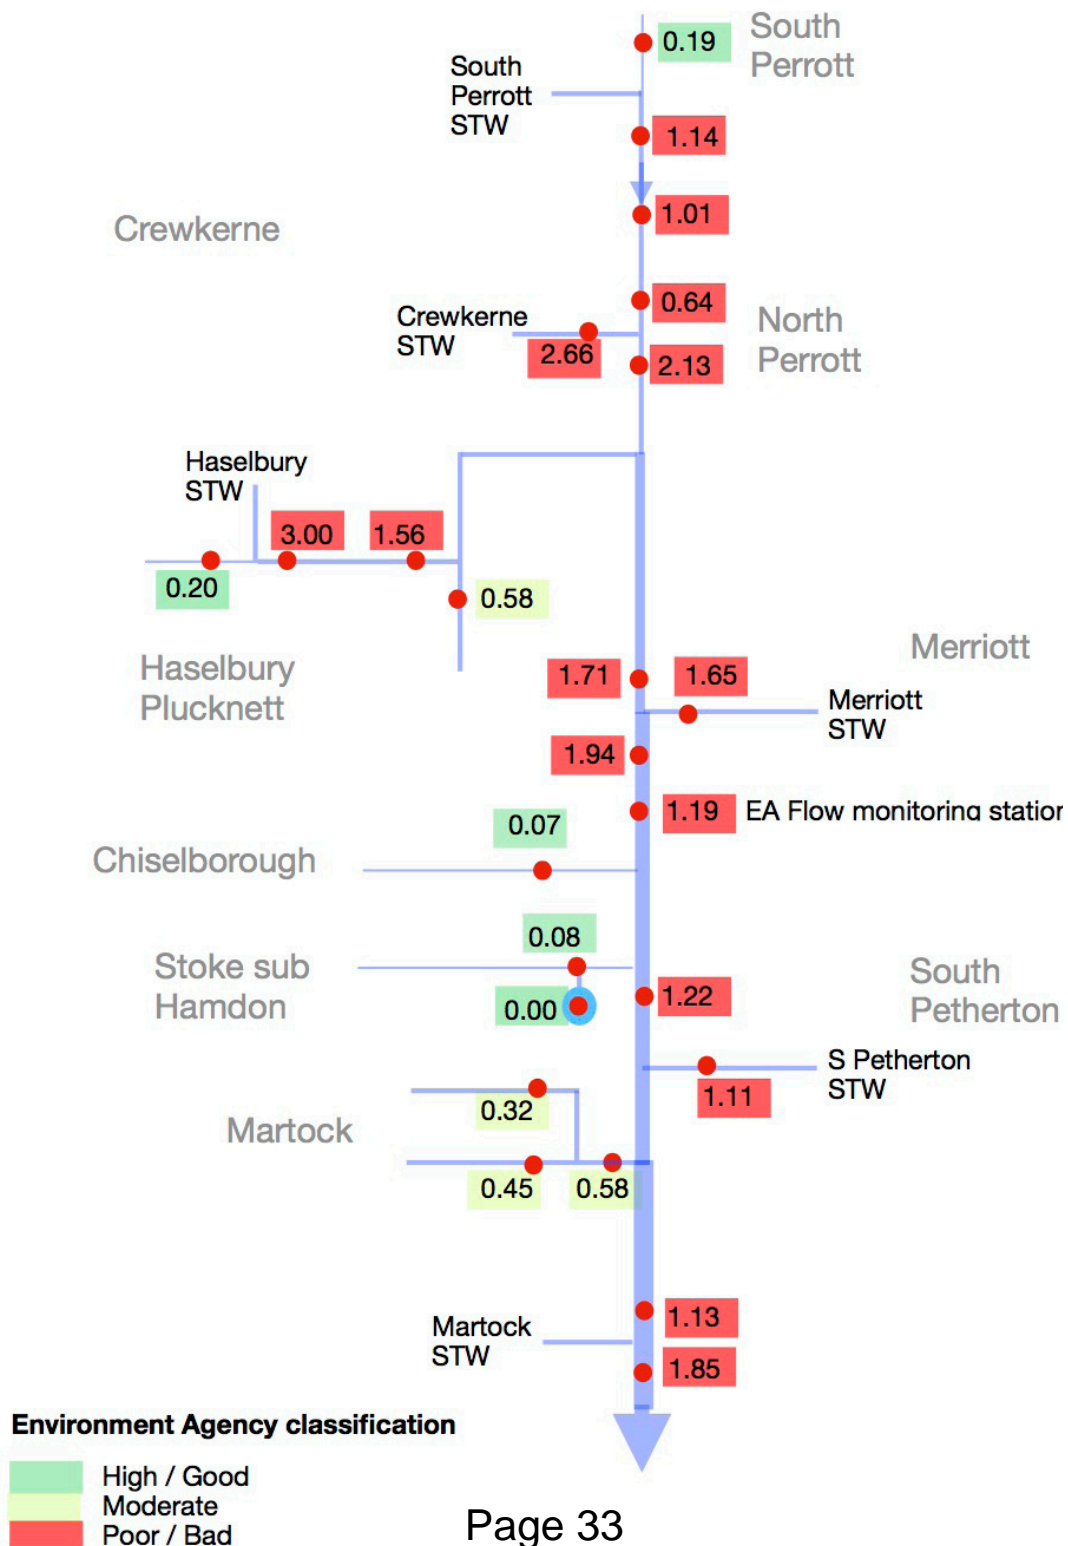 South
Perrott
0.19
South
Perrott
STW
1.14
1.01
Crewkerne
0.64
North
Perrott
Crewkerne
STW
2.66
2.13
Haselbury
STW
3.00
1.56
0.20
0.58
Haselbury
Plucknett
Merriott
1.71
1.65
Merriott
STW
1.94
1.19
EA Flow monitoring station
0.07
Chiselborough
0.08
Stoke sub
Hamdon
0.00
1.22
South
Petherton
S Petherton
STW
1.11
0.32
Martock
0.45
0.58
1.13
Martock
STW
1.85
Environment Agency classification
High / Good
Moderate
Poor / Bad
Page 33